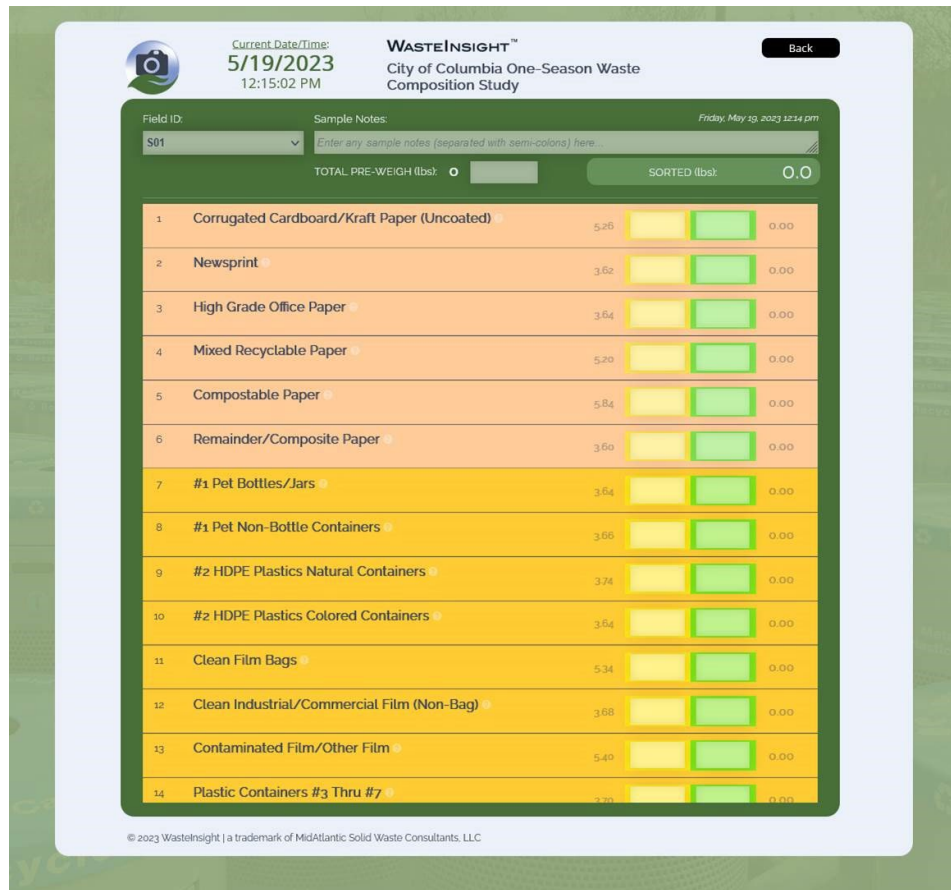 Current Date/Time:
5/19/2023
12:15:02 PM
WASTEINSIGHT™
City of Columbia One-Season Waste
Composition Study
Back
Field ID:
Sample Notes:
Friday, May 19, 2023 12:14 pm
S01
Enter any sample notes (separated with semi-colons) here...
TOTAL PRE-WEIGH (lbs): 0
SORTED (lbs): 0.0
1 Corrugated Cardboard/Kraft Paper (Uncoated) 5.26 0.00
2 Newsprint 3.62 0.00
3 High Grade Office Paper 3.64 0.00
4 Mixed Recyclable Paper 5.20 0.00
5 Compostable Paper 5.84 0.00
6 Remainder/Composite Paper 3.60 0.00
7 #1 Pet Bottles/Jars 3.64 0.00
8 #1 Pet Non-Bottle Containers 3.66 0.00
9 #2 HDPE Plastics Natural Containers 3.74 0.00
10 #2 HDPE Plastics Colored Containers 3.64 0.00
11 Clean Film Bags 5.34 0.00
12 Clean Industrial/Commercial Film (Non-Bag) 3.68 0.00
13 Contaminated Film/Other Film 5.40 0.00
14 Plastic Containers #3 Thru #7 3.70 0.00
© 2023 WasteInsight | a trademark of MidAtlantic Solid Waste Consultants, LLC